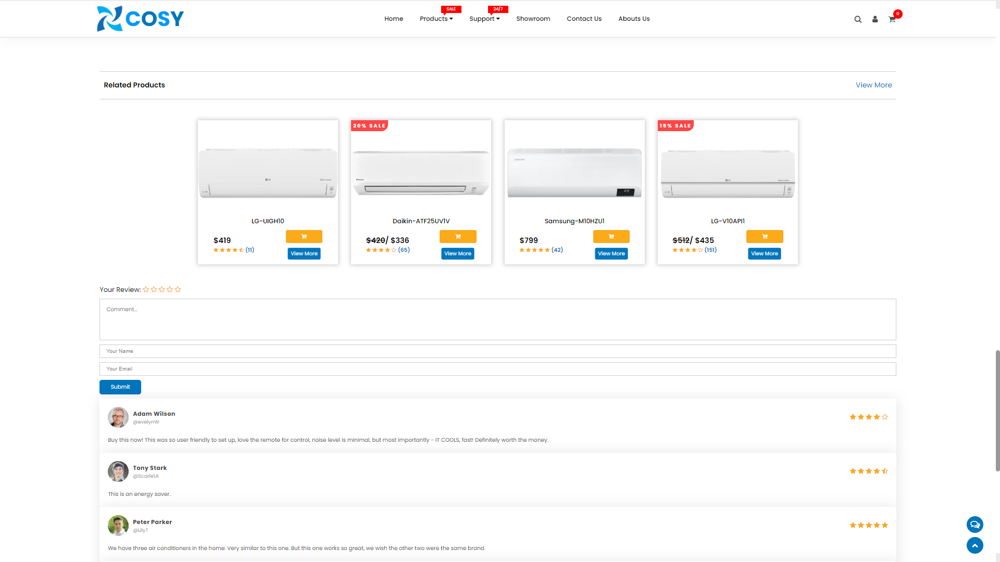 COSY
Home
Products
SALE
Support
24/7
Showroom
Contact Us
Abouts Us
0
Related Products
View More
20% SALE
15% SALE
SAMSUNG
LG-UIGH10
Daikin-ATF25UV1V
Samsung-M10HZU1
LG-V10API1
$419
(11)
View More
$420/ $336
(65)
View More
$799
(42)
View More
$512/ $435
(151)
View More
Your Review:
Comment...
Your Name
Your Email
Submit
Adam Wilson
@evelynW
Buy this now! This was so user friendly to set up, love the remote for control, noise level is minimal, but most importantly - IT COOLS, fast! Definitely worth the money.
Tony Stark
@ScarletA
This is an energy saver.
Peter Parker
@LilyT
We have three air conditioners in the home. Very similar to this one. But this one works so great, we wish the other two were the same brand.